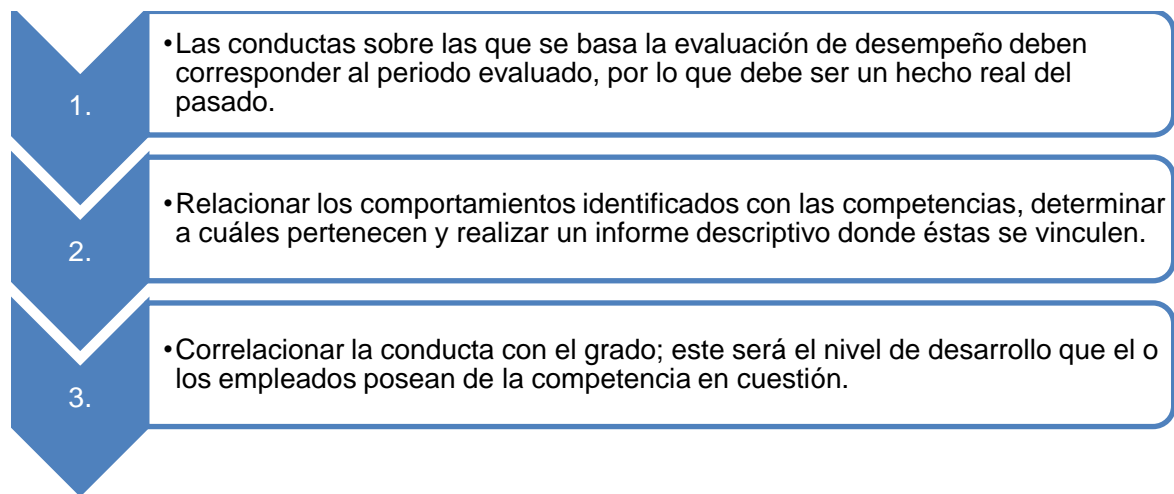 •Las conductas sobre las que se basa la evaluación de desempeño deben
corresponder al periodo evaluado, por lo que debe ser un hecho real del
pasado.
1.
•Relacionar los comportamientos identificados con las competencias, determinar
a cuáles pertenecen y realizar un informe descriptivo donde éstas se vinculen.
2.
•Correlacionar la conducta con el grado; este será el nivel de desarrollo que el o
los empleados posean de la competencia en cuestión.
3.